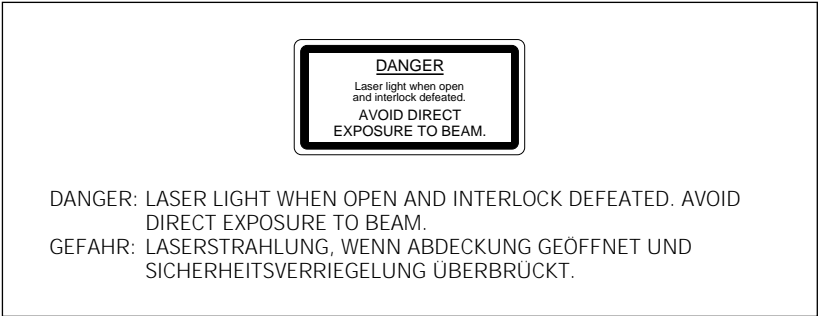 DANGER
Laser light when open
and interlock defeated.
AVOID DIRECT
EXPOSURE TO BEAM.
DANGER: LASER LIGHT WHEN OPEN AND INTERLOCK DEFEATED. AVOID
DIRECT EXPOSURE TO BEAM.
GEFAHR: LASERSTRAHLUNG, WENN ABDECKUNG GEÖFFNET UND
SICHERHEITSVERRIEGELUNG ÜBERBRÜCKT.